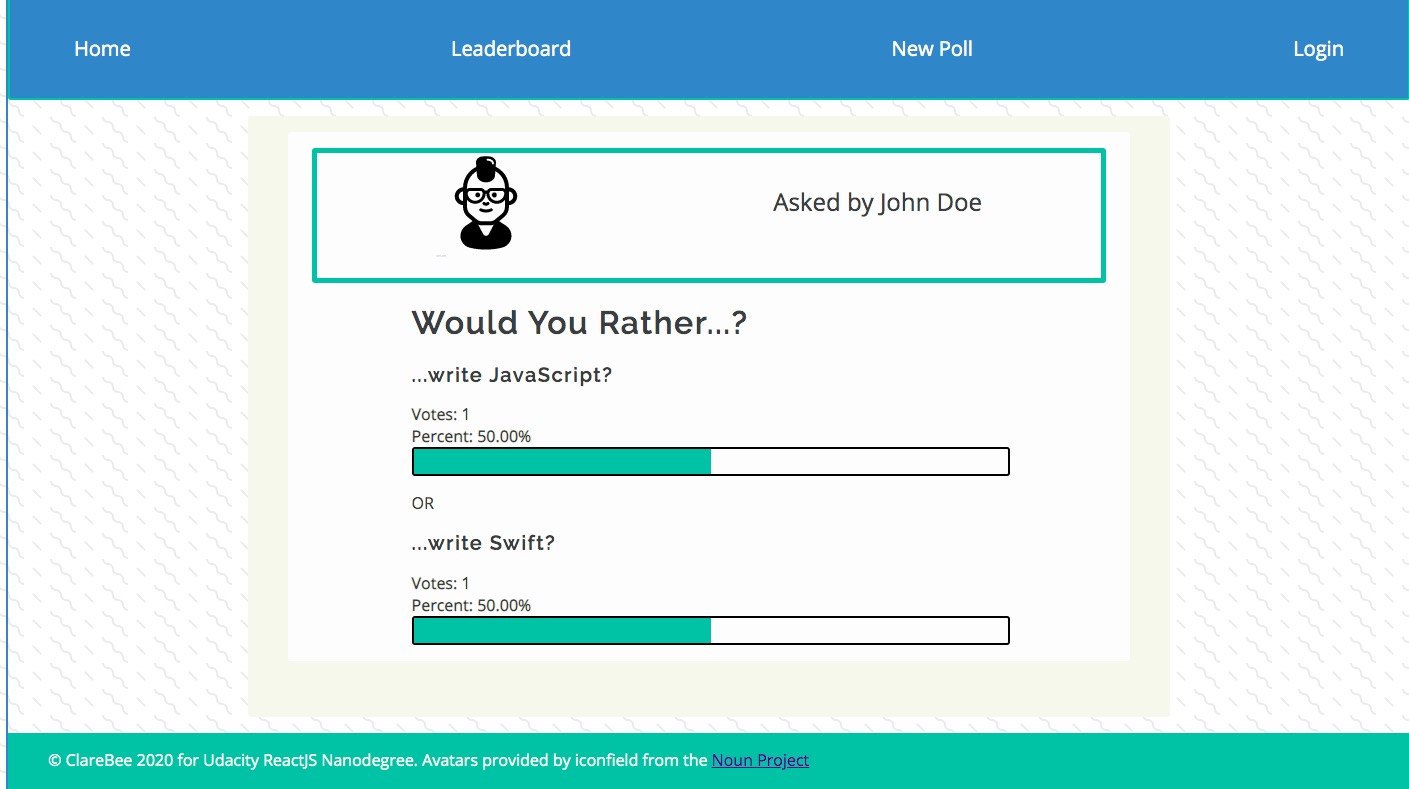 Home Leaderboard New Poll Login
Asked by John Doe
Would You Rather...?
...write JavaScript?
Votes: 1
Percent: 50.00%
OR
...write Swift?
Votes: 1
Percent: 50.00%
© ClareBee 2020 for Udacity ReactJS Nanodegree. Avatars provided by iconfield from the Noun Project